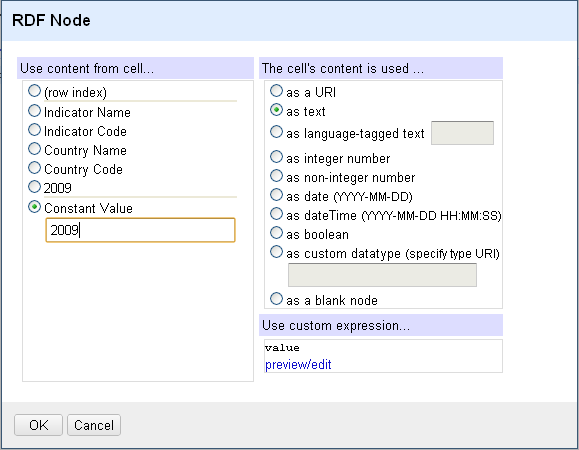 RDF Node
Use content from cell...
(row index)
Indicator Name
Indicator Code
Country Name
Country Code
2009
Constant Value
2009
The cell's content is used ...
as a URI
as text
as language-tagged text
as integer number
as non-integer number
as date (YYYY-MM-DD)
as dateTime (YYYY-MM-DD HH:MM:SS)
as boolean
as custom datatype (specify type URI)
as a blank node
Use custom expression...
value
preview/edit
OK
Cancel